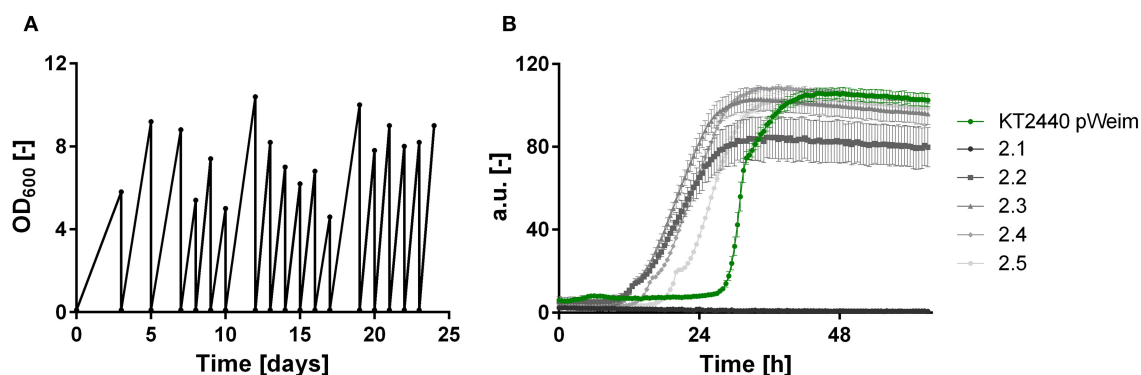 A
12
8
4
0
OD600 [-]
0 5 10 15 20 25
Time [days]
B
120
80
40
0
a.u. [-]
0 24 48
Time [h]
KT2440 pWeim
2.1
2.2
2.3
2.4
2.5